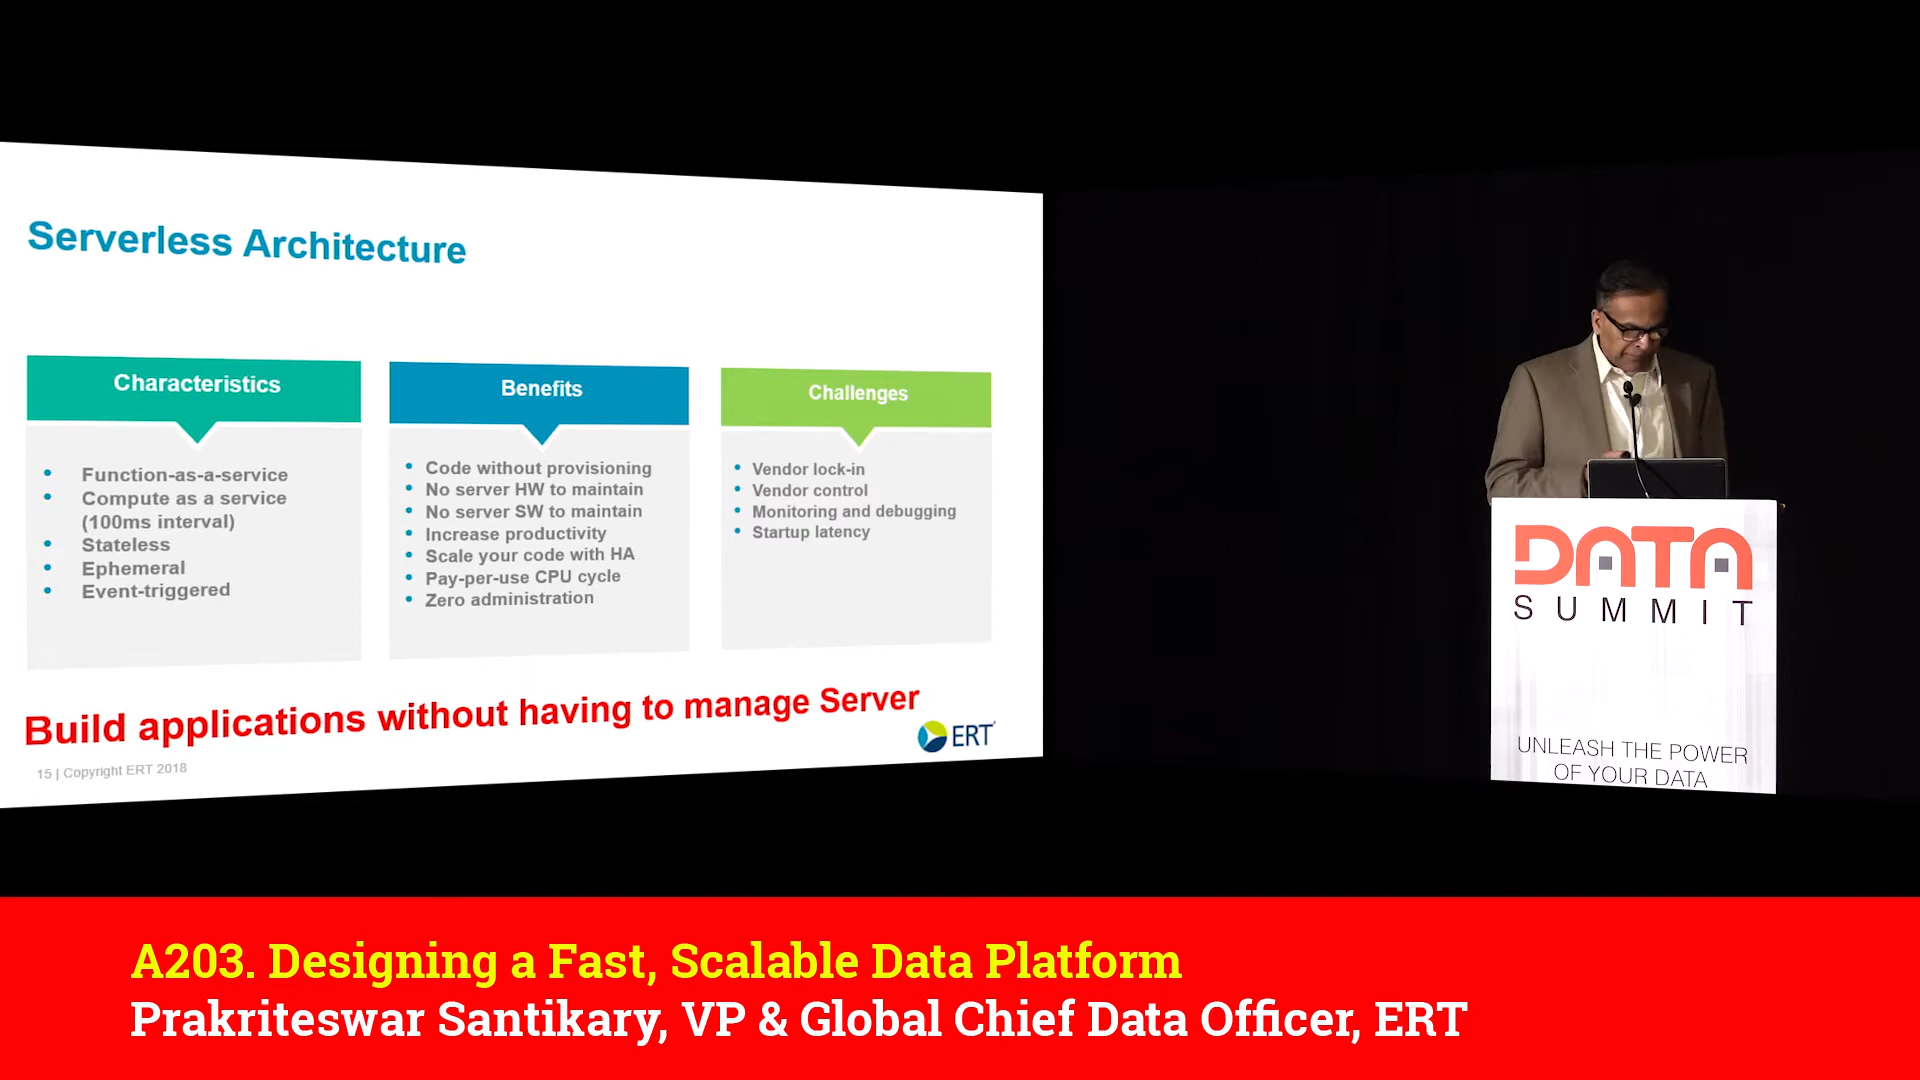 Serverless Architecture
Characteristics
Function-as-a-service
Compute as a service
(100ms interval)
Stateless
Ephemeral
Event-triggered
Benefits
Code without provisioning
No server HW to maintain
No server SW to maintain
Increase productivity
Scale your code with HA
Pay-per-use CPU cycle
Zero administration
Challenges
Vendor lock-in
Vendor control
Monitoring and debugging
Startup latency
Build applications without having to manage Server
ERT
15 | Copyright ERT 2018
DATA
SUMMIT
UNLEASH THE POWER
OF YOUR DATA
A203. Designing a Fast, Scalable Data Platform
Prakriteswar Santikary, VP & Global Chief Data Officer, ERT